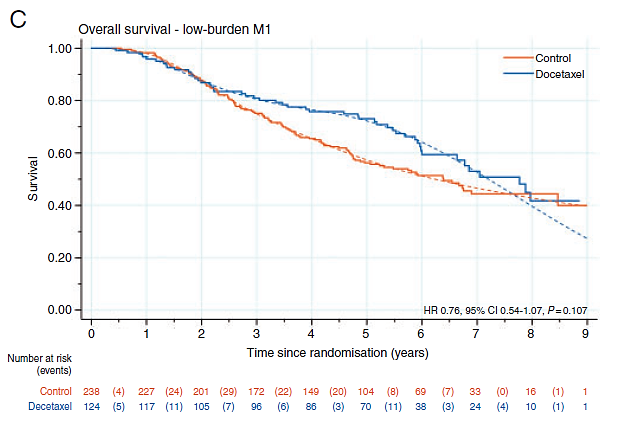 C
Overall survival - low-burden M1
1.00
0.80
0.60
0.40
0.20
0.00
Survival
Control
Docetaxel
HR 0.76, 95% CI 0.54-1.07, P=0.107
0 1 2 3 4 5 6 7 8 9
Time since randomisation (years)
Number at risk
(events)
Control 238 (4) 227 (24) 201 (29) 172 (22) 149 (20) 104 (8) 69 (7) 33 (0) 16 (1) 1
Docetaxel 124 (5) 117 (11) 105 (7) 96 (6) 86 (3) 70 (11) 38 (3) 24 (4) 10 (1) 1